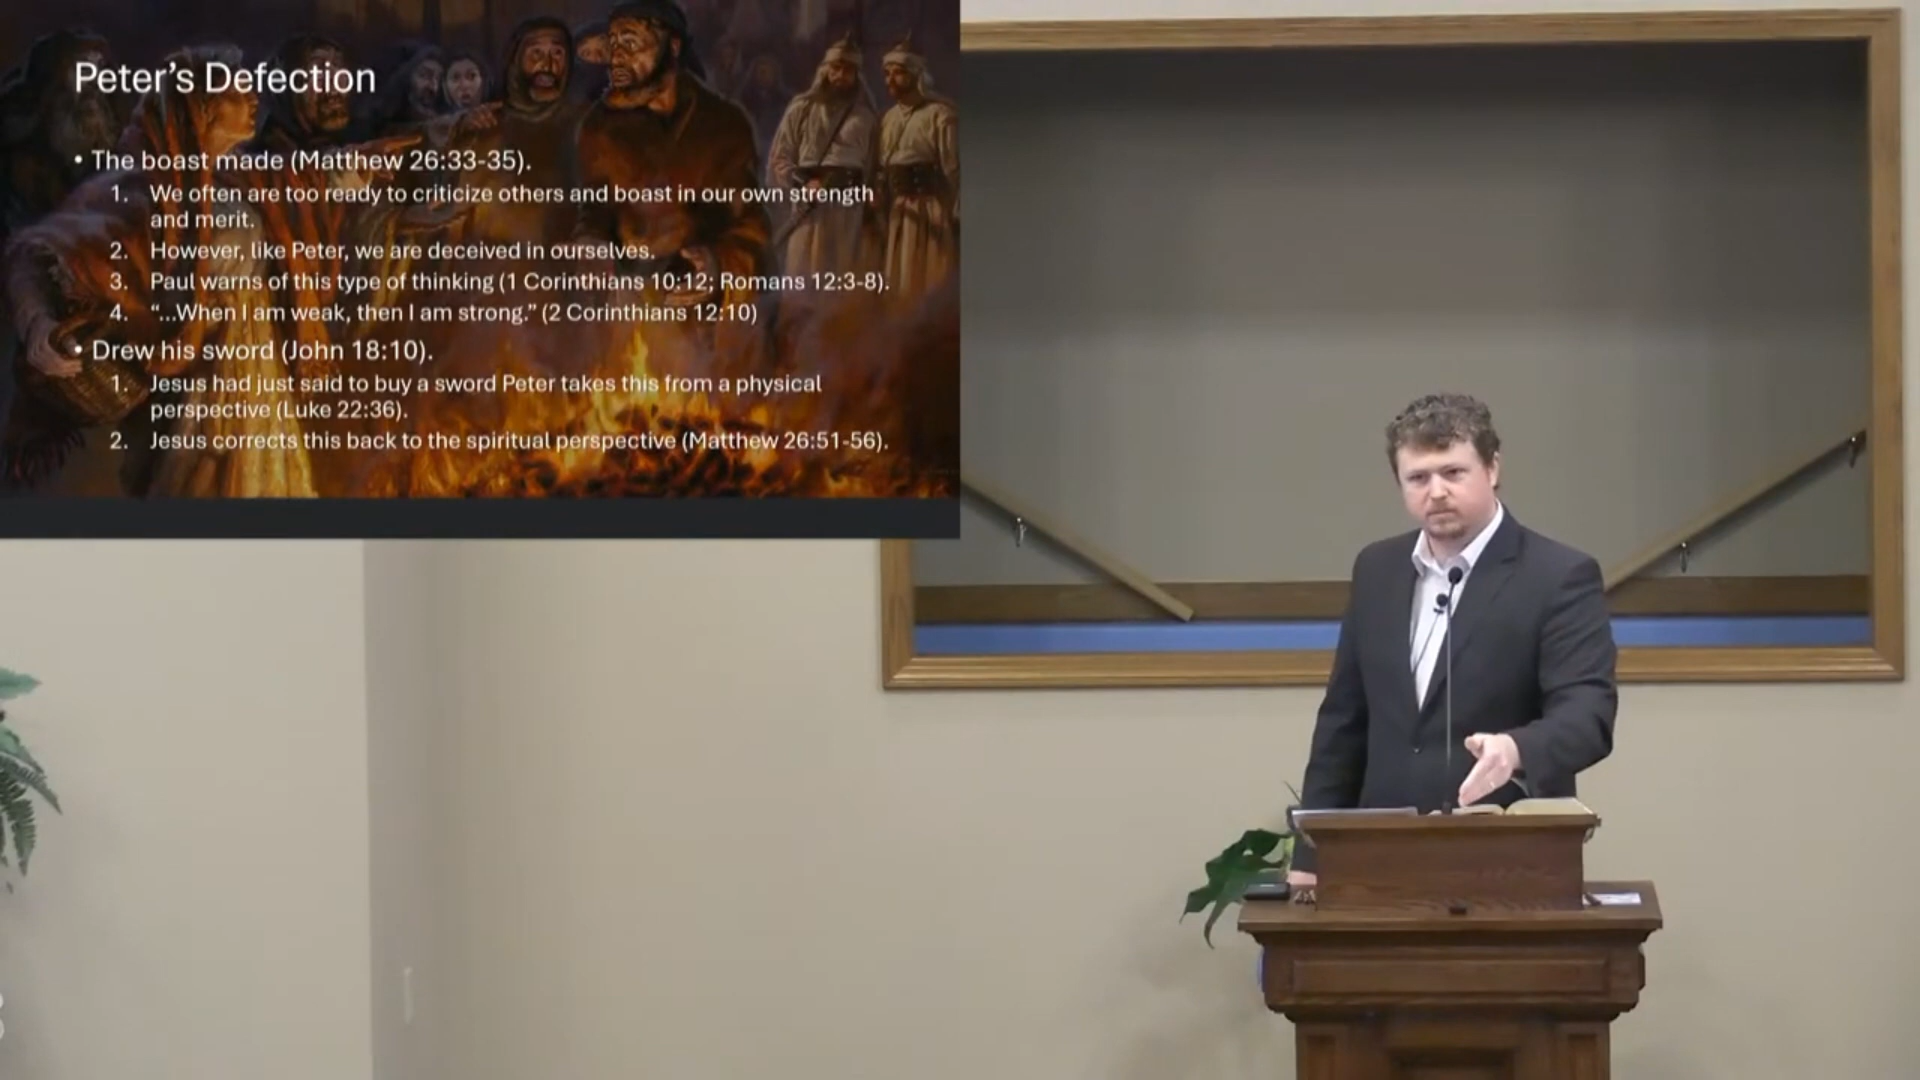 Peter's Defection
• The boast made (Matthew 26:33-35).
1. We often are too ready to criticize others and boast in our own strength
and merit.
2. However, like Peter, we are deceived in ourselves.
3. Paul warns of this type of thinking (1 Corinthians 10:12; Romans 12:3-8).
4. “...When I am weak, then I am strong.” (2 Corinthians 12:10)
• Drew his sword (John 18:10).
1. Jesus had just said to buy a sword Peter takes this from a physical
perspective (Luke 22:36).
2. Jesus corrects this back to the spiritual perspective (Matthew 26:51-56).